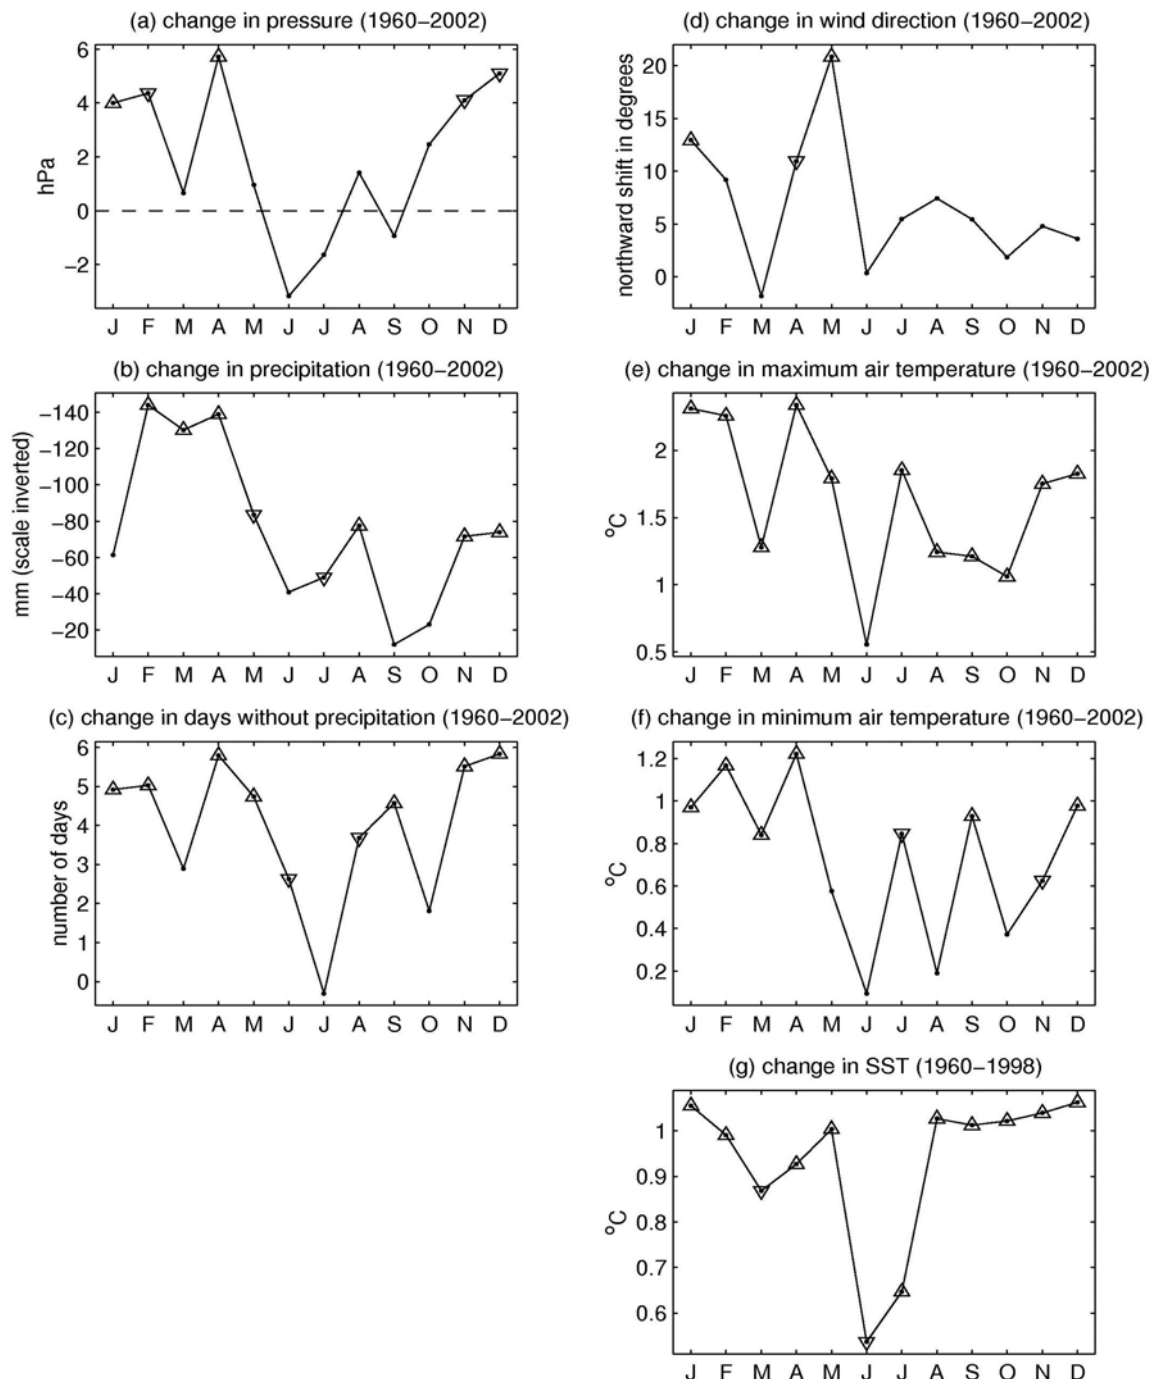 (a) change in pressure (1960−2002)
6
4
2
0
−2
hPa
J F M A M J J A S O N D
(d) change in wind direction (1960−2002)
20
15
10
5
0
northward shift in degrees
J F M A M J J A S O N D
(b) change in precipitation (1960−2002)
−140
−120
−100
−80
−60
−40
−20
mm (scale inverted)
J F M A M J J A S O N D
(e) change in maximum air temperature (1960−2002)
2
1.5
1
0.5
°C
J F M A M J J A S O N D
(c) change in days without precipitation (1960−2002)
6
5
4
3
2
1
0
number of days
J F M A M J J A S O N D
(f) change in minimum air temperature (1960−2002)
1.2
1
0.8
0.6
0.4
0.2
°C
J F M A M J J A S O N D
(g) change in SST (1960−1998)
1
0.9
0.8
0.7
0.6
°C
J F M A M J J A S O N D